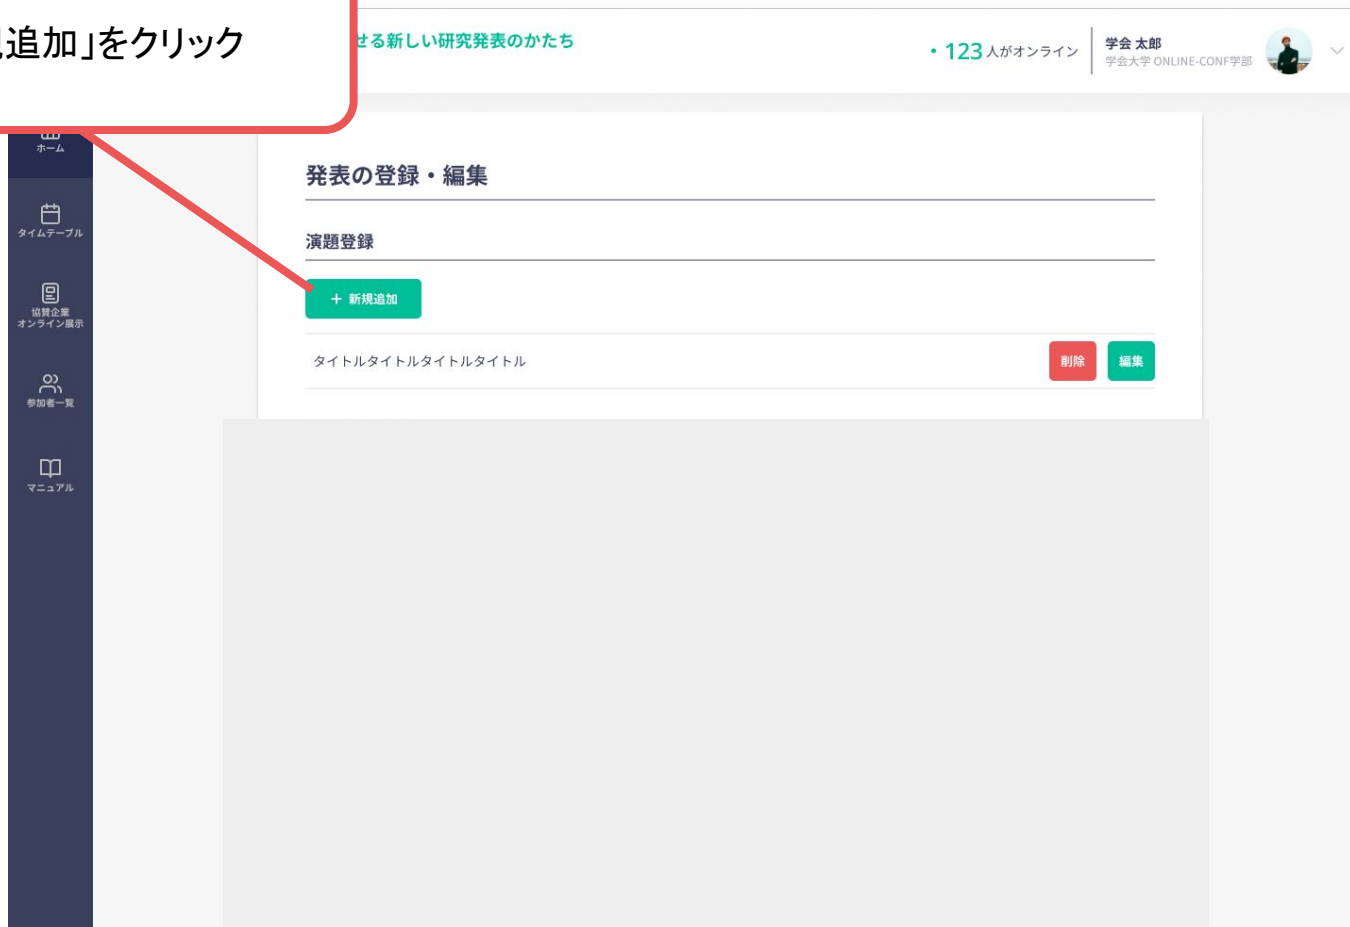 追加」をクリック
せる新しい研究発表のかたち
・123人がオンライン
学会 太郎
学会大学 ONLINE-CONF学部
ホーム
タイムテーブル
協賛企業
オンライン展示
参加者一覧
マニュアル
発表の登録・編集
演題登録
＋ 新規追加
タイトルタイトルタイトルタイトル
削除
編集